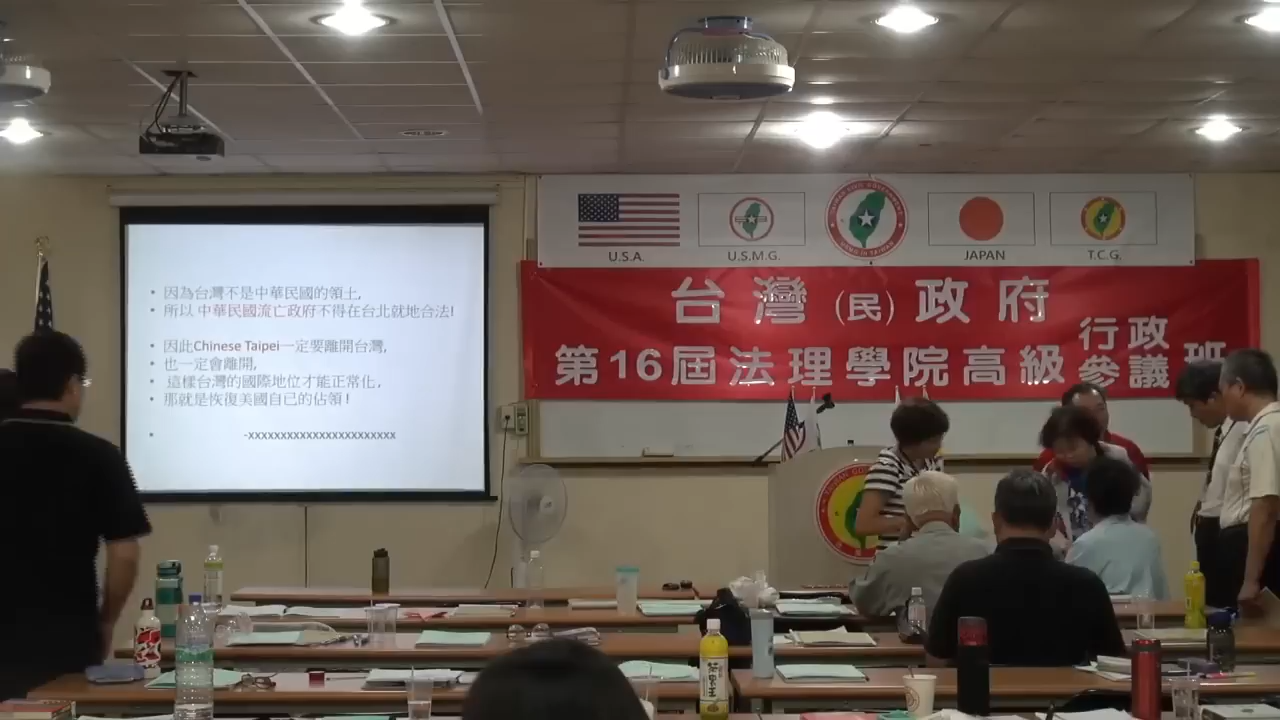 因為台灣不是中華民國的領土,
所以 中華民國流亡政府不得在台北就地合法!
因此Chinese Taipei一定要離開台灣,
也一定會離開,
這樣台灣的國際地位才能正常化,
那就是恢復美國自已的佔領!
-xxxxxxxxxxxxxxxxxxxxxxx
U.S.A.
U.S.M.G.
JAPAN
T.C.G.
台灣(民)政府
第16屆法理學院高級行政參議班